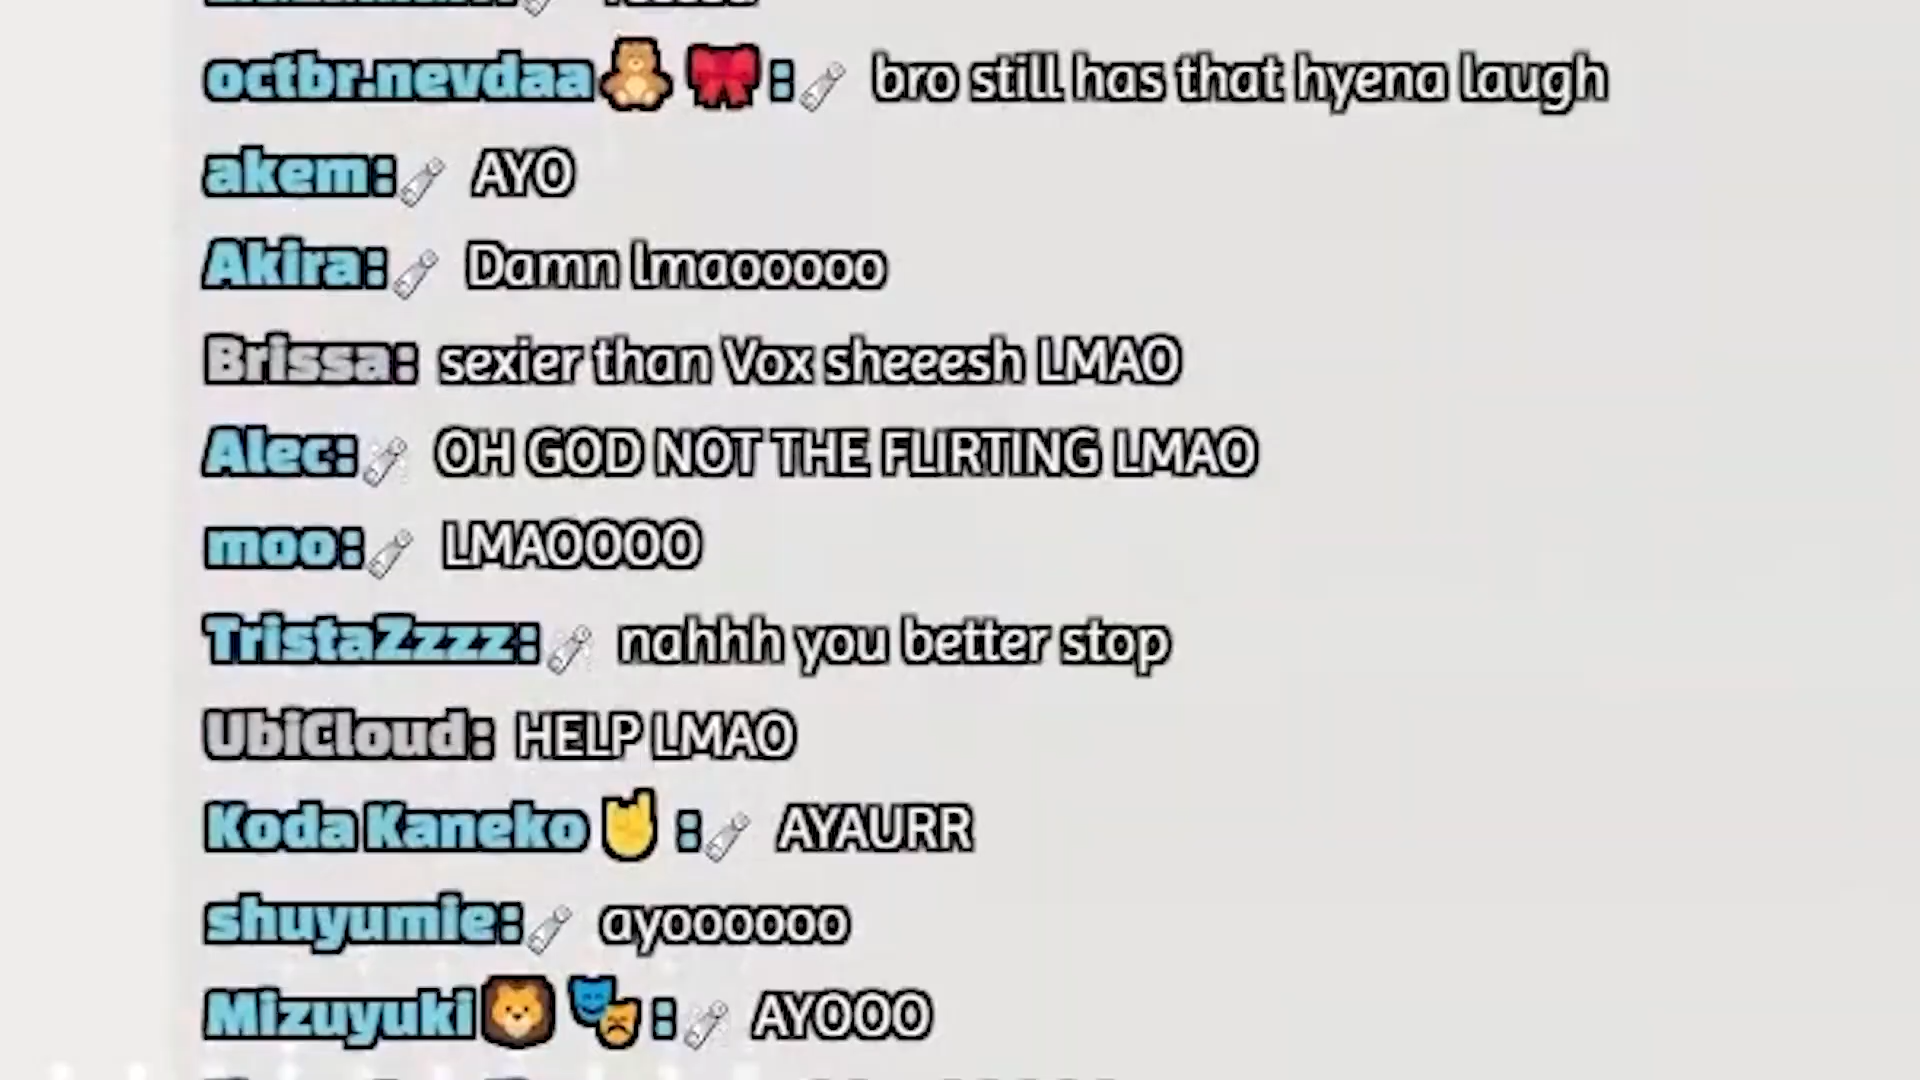 octbr.nevdaa🧸🎀: bro still has that hyena laugh
akem: AYO
Akira: Damn lmaooooo
Brissa: sexier than Vox sheeesh LMAO
Alec: OH GOD NOT THE FLIRTING LMAO
moo: LMAOOOO
TristaZzzz: nahhh you better stop
UbiCloud: HELP LMAO
Koda Kaneko🤘: AYAURR
shuyumie: ayoooooo
Mizuyuki🦁🎭: AYOOO